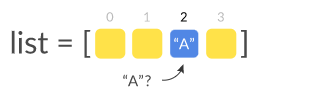 0 1 2 3
list = [ “A” ]
“A”?